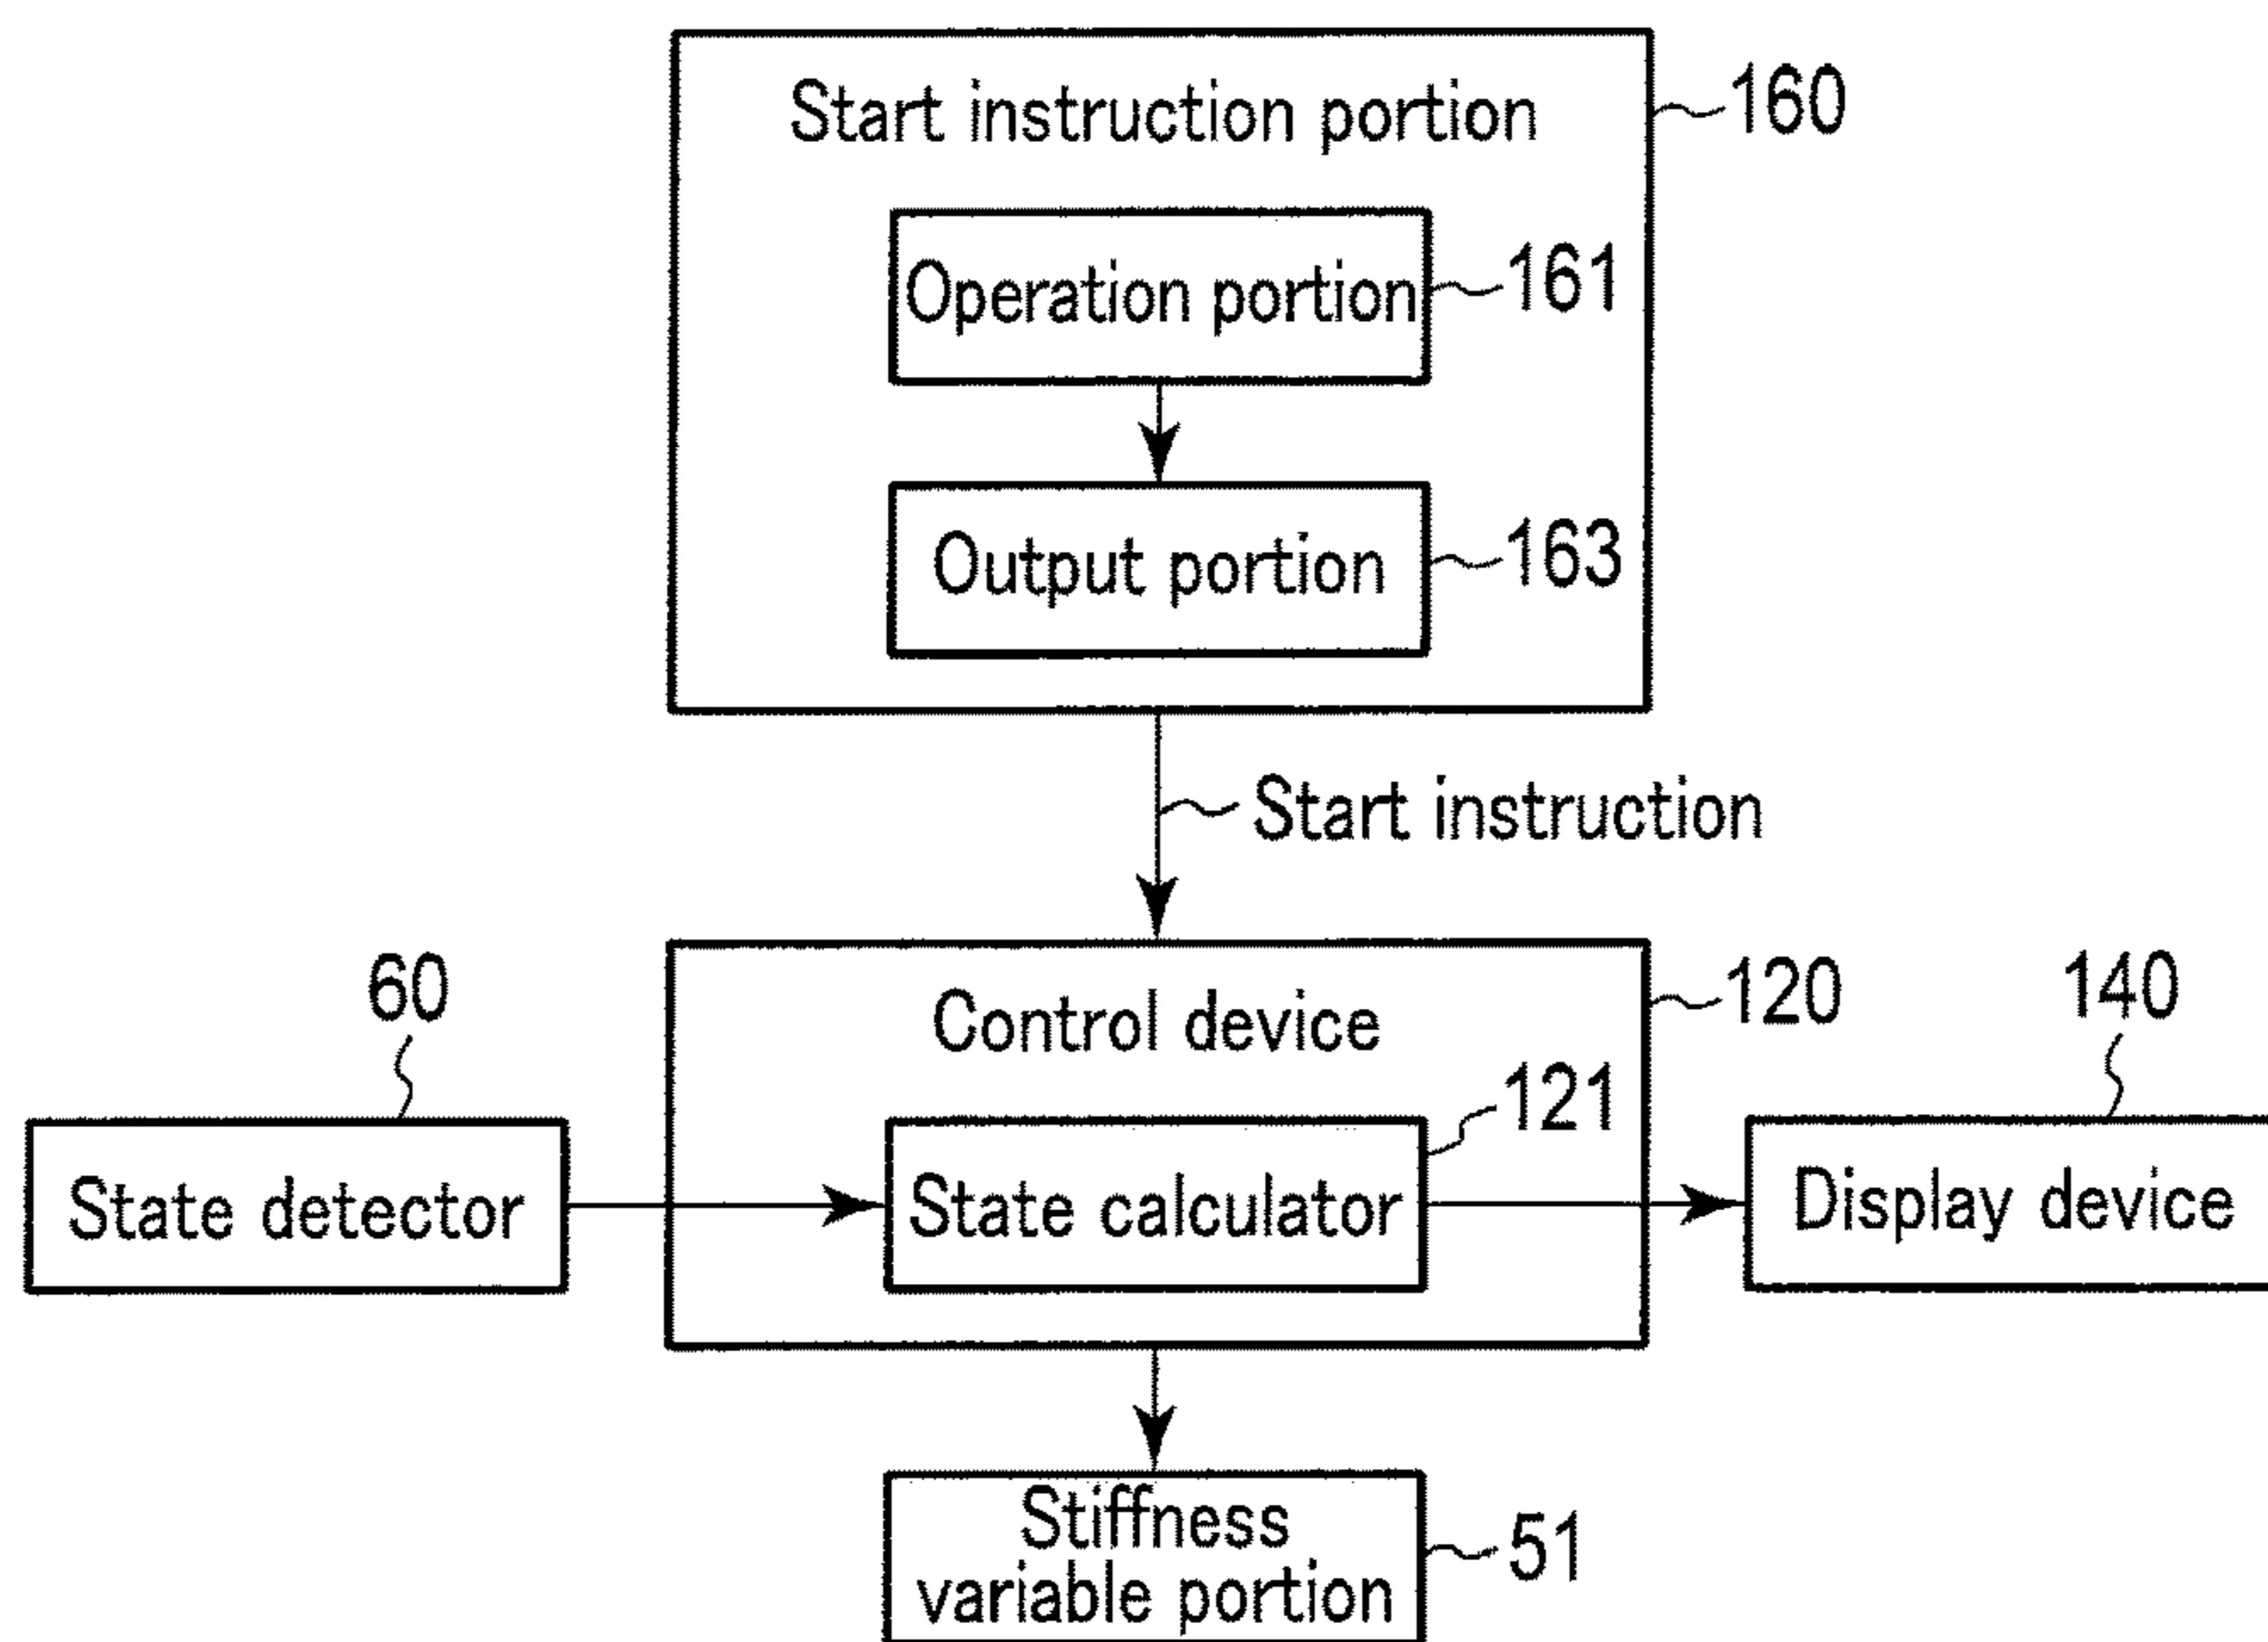 Start instruction portion
160
Operation portion
161
Output portion
163
Start instruction
60
Control device
120
140
121
State detector
State calculator
Display device
Stiffness
variable portion
51